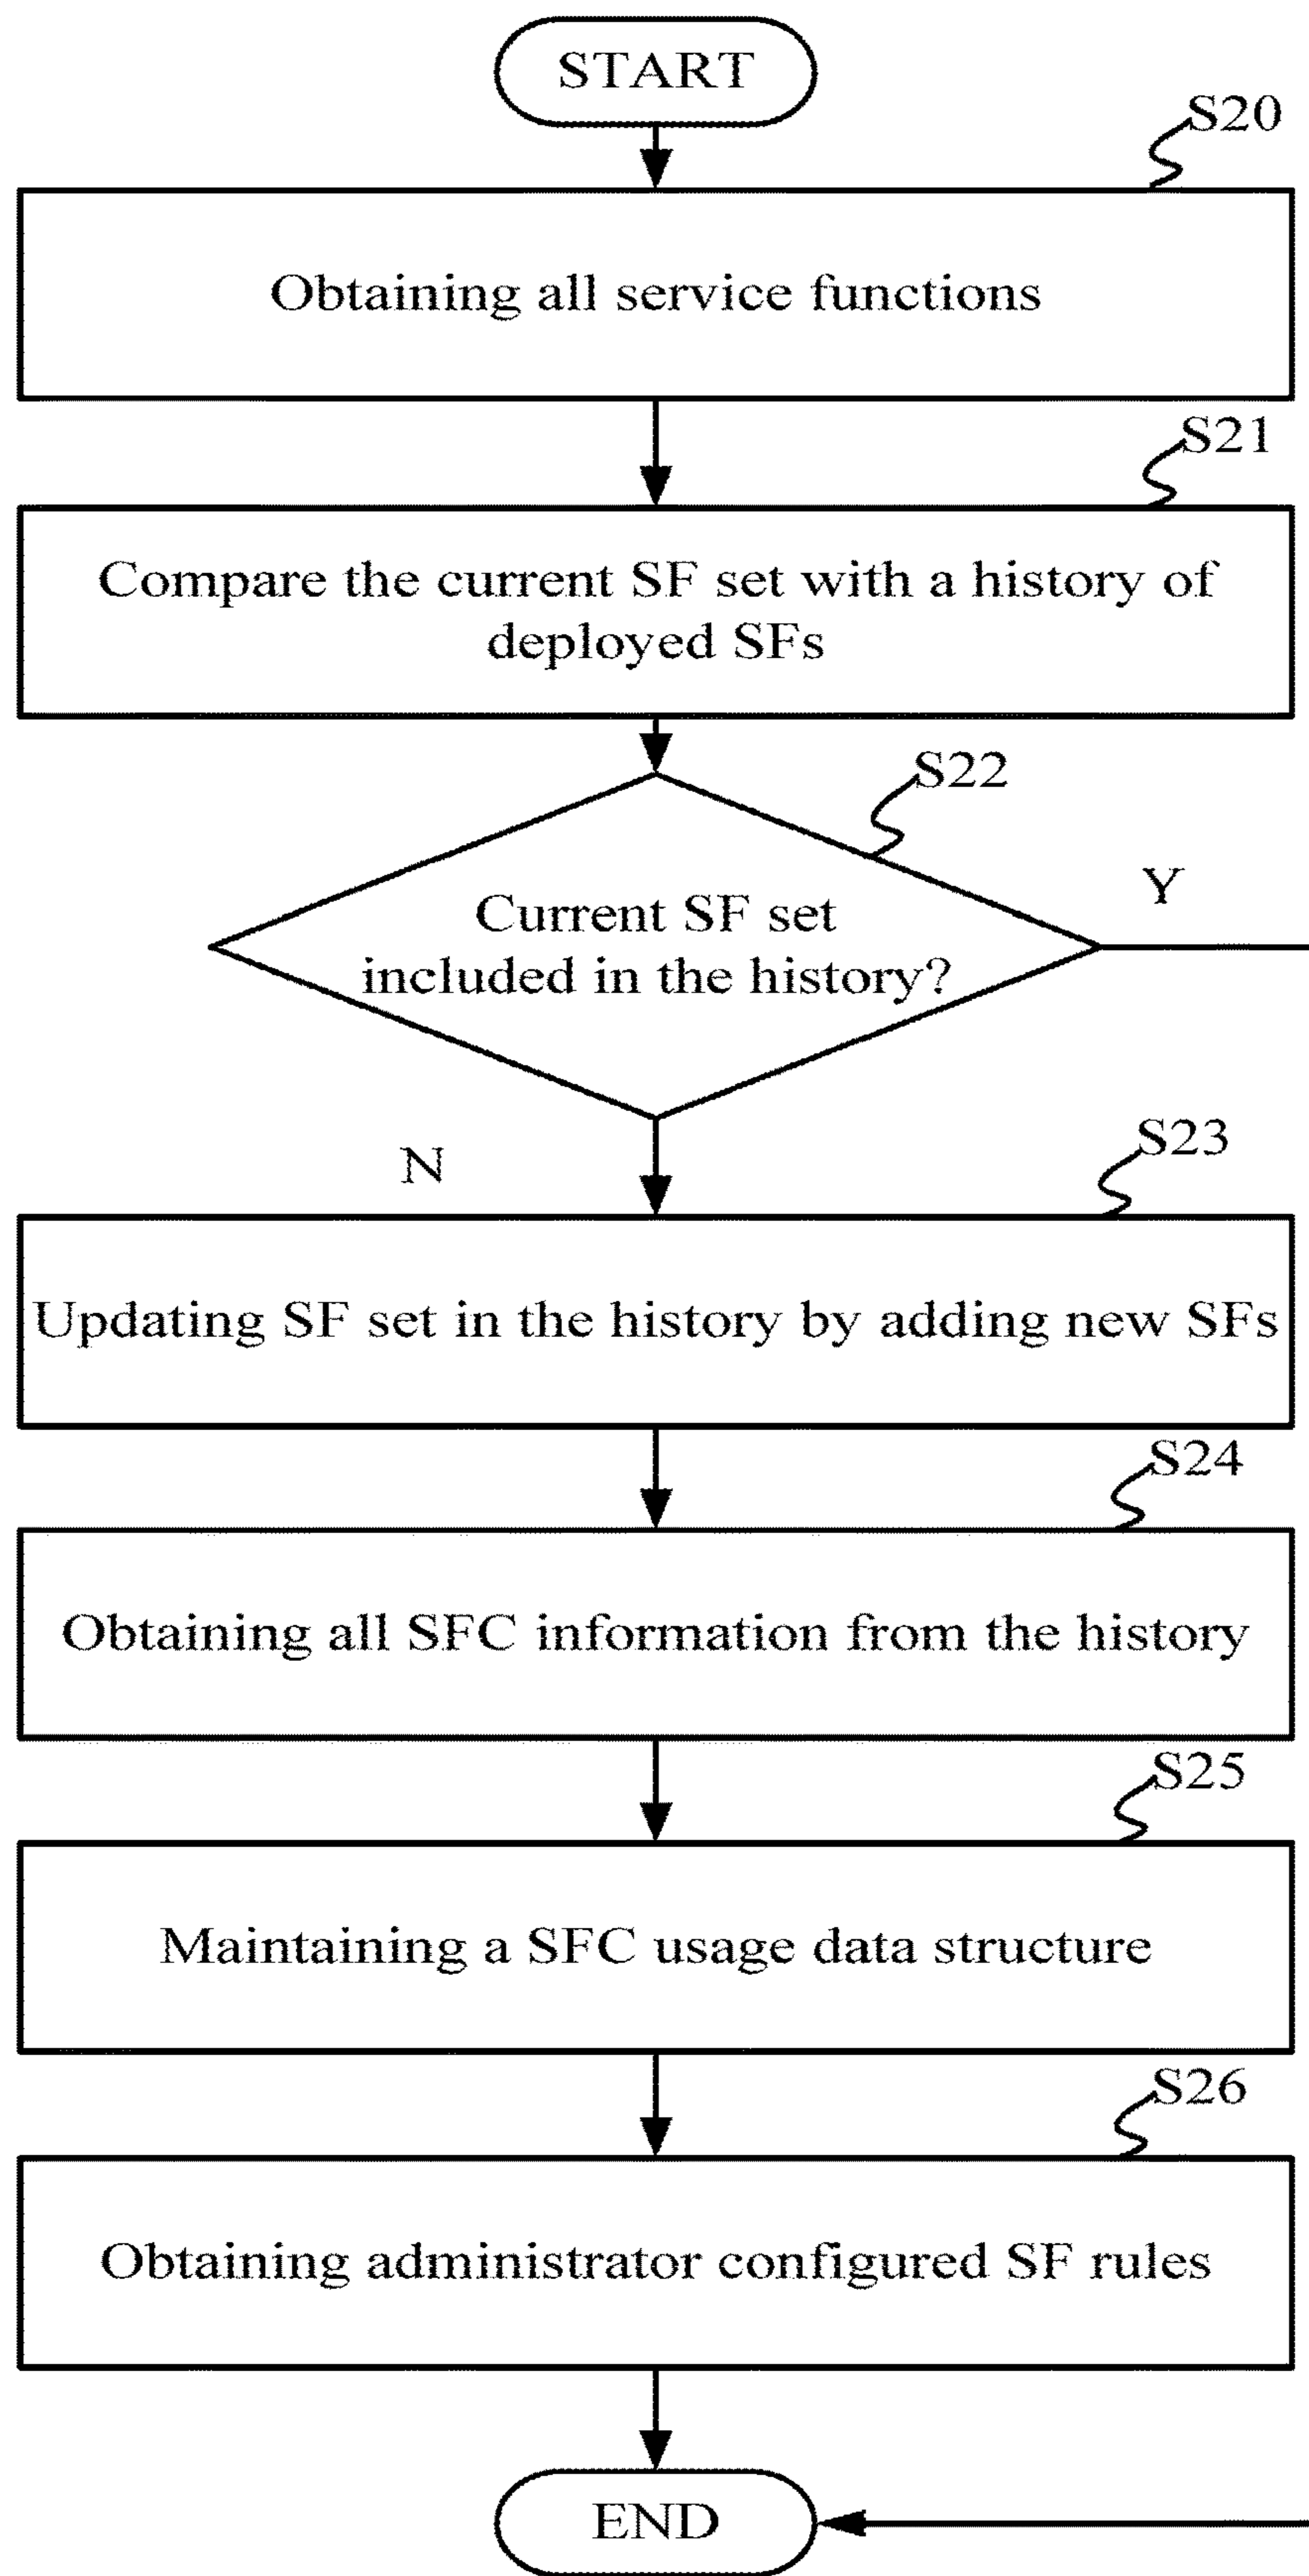 START
S20
Obtaining all service functions
S21
Compare the current SF set with a history of
deployed SFs
S22
Current SF set
included in the history?
Y
N
S23
Updating SF set in the history by adding new SFs
S24
Obtaining all SFC information from the history
S25
Maintaining a SFC usage data structure
S26
Obtaining administrator configured SF rules
END